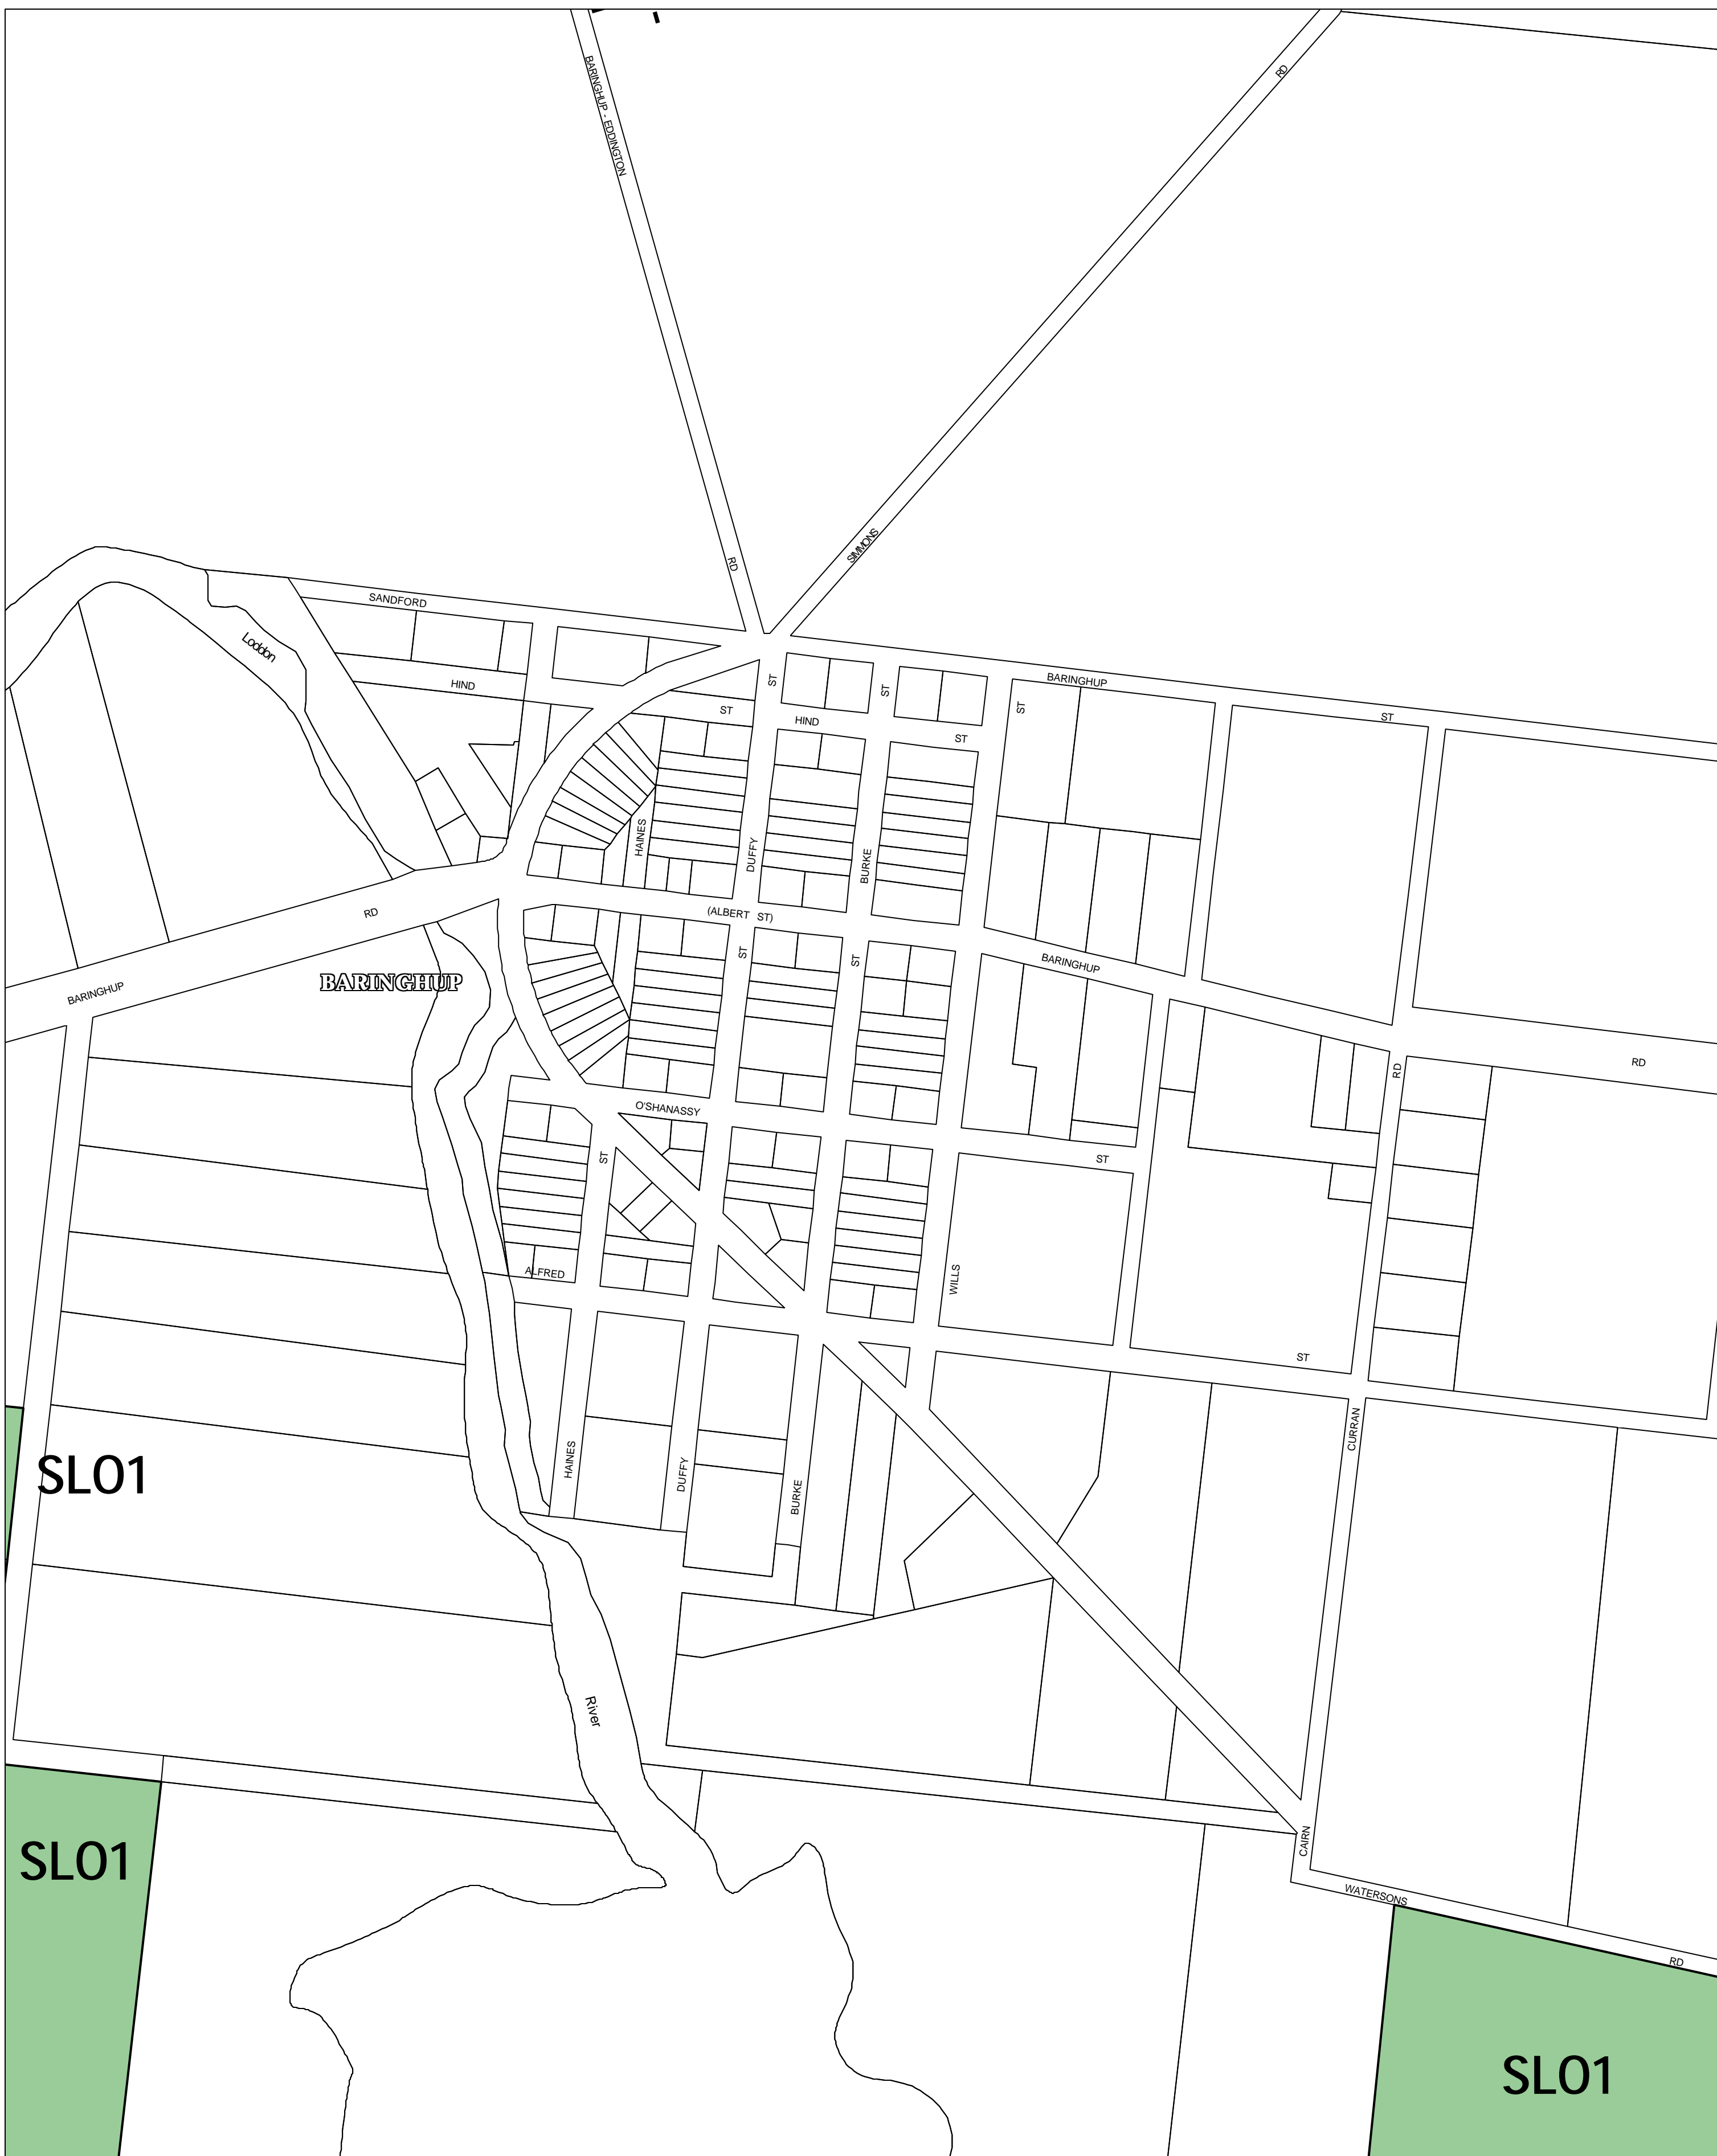 BARINGHUP - EDDINGTON
RD
RD
SIMMONS
SANDFORD
Loddon
HIND
ST
ST
ST
BARINGHUP
ST
ST
HIND
ST
HAINES
DUFFY
BURKE
(ALBERT ST)
RD
BARINGHUP
BARINGHUP
ST
ST
BARINGHUP
RD
RD
O'SHANASSY
ST
ST
ALFRED
WILLS
ST
SLO1
HAINES
DUFFY
BURKE
CURRAN
River
SLO1
CAIRN
WATERSONS
RD
SLO1